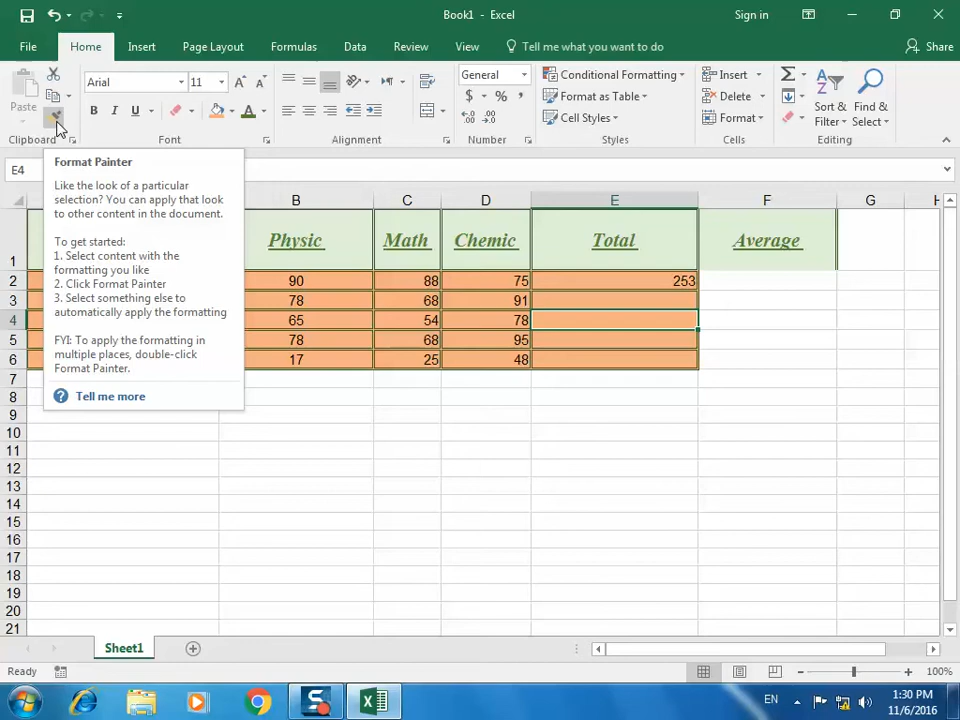 Book1 - Excel
Sign in
File
Home
Insert
Page Layout
Formulas
Data
Review
View
Tell me what you want to do
Share
Paste
Clipboard
Arial
11
B I U
A
Font
Alignment
General
$ % ,
Number
Conditional Formatting
Format as Table
Cell Styles
Styles
Insert
Delete
Format
Cells
Sort &
Filter
Find &
Select
Editing
E4
Format Painter
Like the look of a particular
selection? You can apply that look
to other content in the document.
To get started:
1. Select content with the
formatting you like
2. Click Format Painter
3. Select something else to
automatically apply the formatting
FYI: To apply the formatting in
multiple places, double-click
Format Painter.
Tell me more
B C D E F G H
1 Physic Math Chemic Total Average
2 90 88 75 253
3 78 68 91
4 65 54 78
5 78 68 95
6 17 25 48
7
8
9
10
11
12
13
14
15
16
17
18
19
20
21
Sheet1
Ready
100%
EN
1:30 PM
11/6/2016